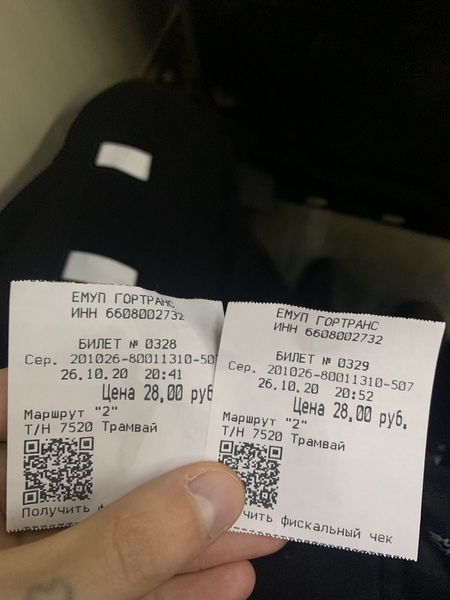 ЕМУП ГОРТРАНС
ИНН 6608002732
БИЛЕТ № 0328
Сер. 201026-80011310-50
26.10.20 20:41
Цена 28,00 руб
Маршрут "2"
Т/Н 7520 Трамвай
Получить
ЕМУП ГОРТРАНС
ИНН 6608002732
БИЛЕТ № 0329
Сер. 201026-80011310-507
26.10.20 20:52
Цена 28,00 руб.
Маршрут "2"
Т/Н 7520 Трамвай
чить фискальный чек